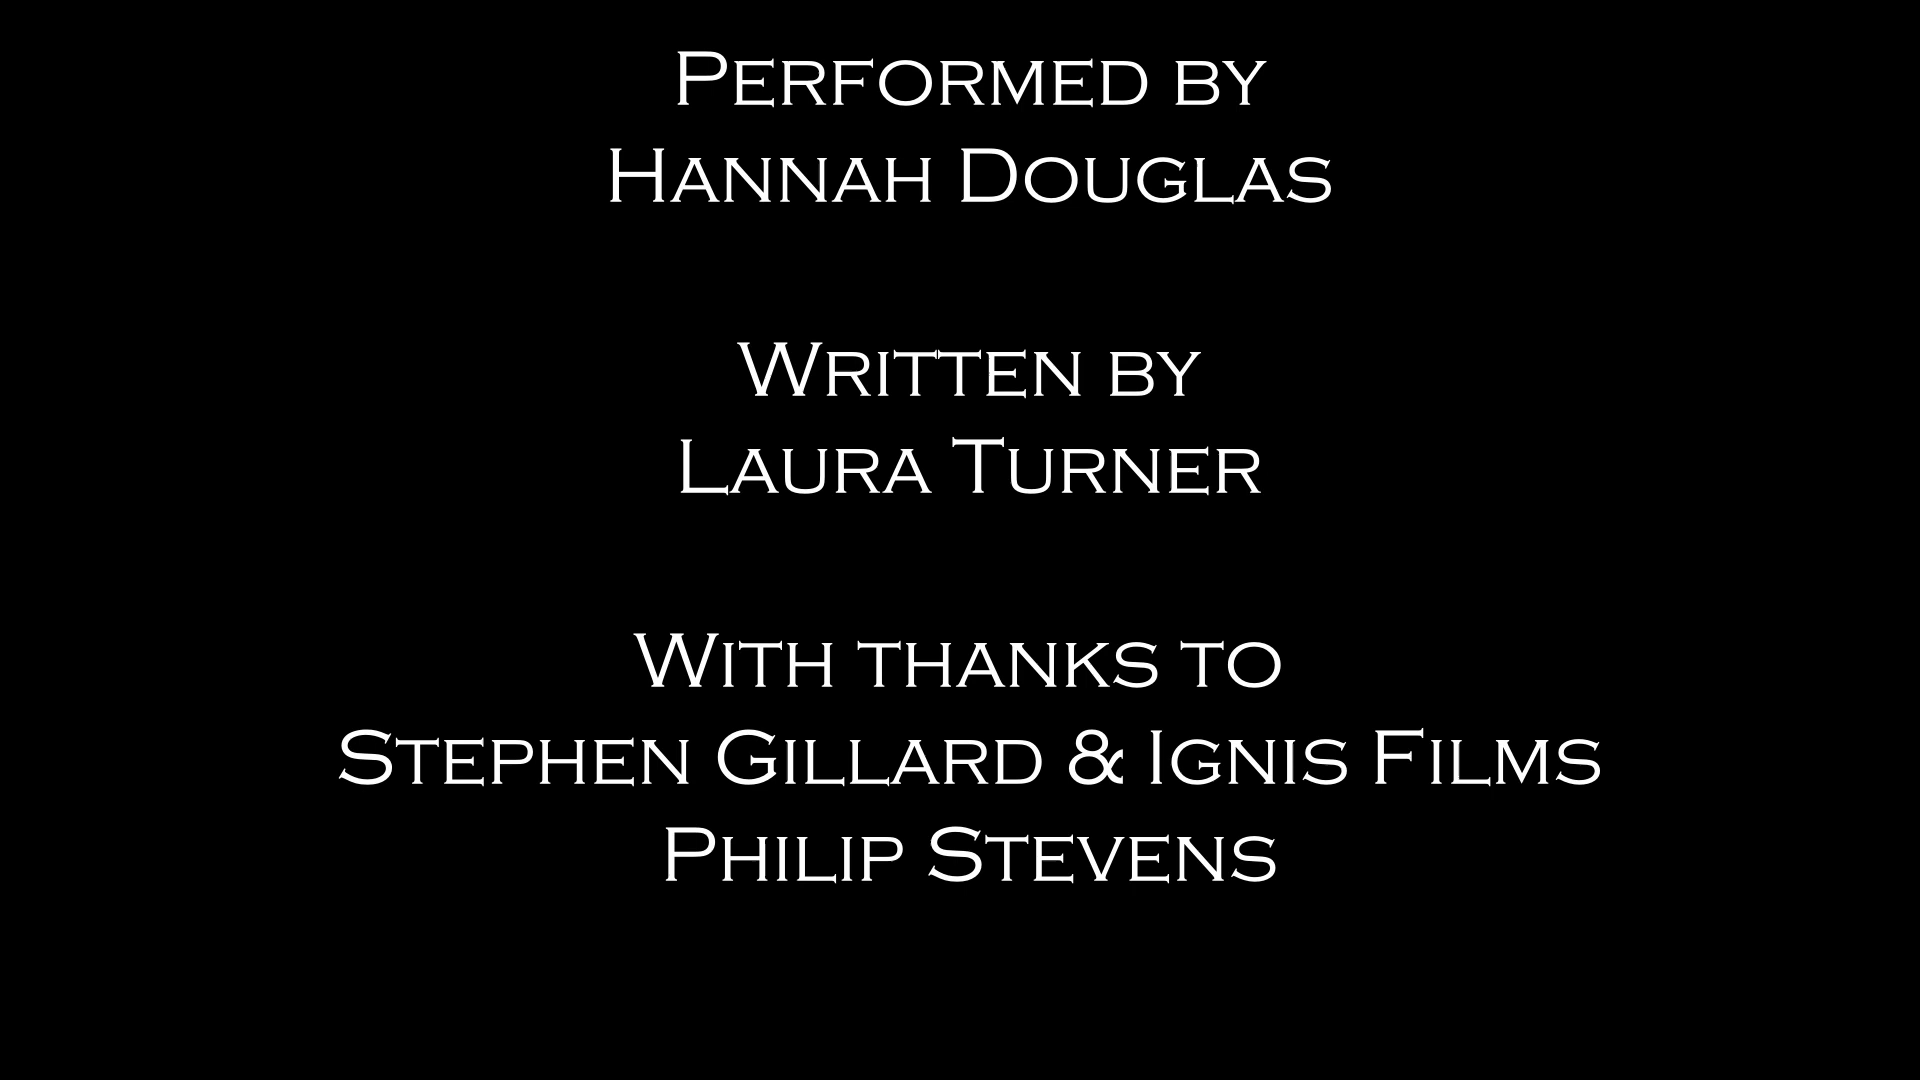 Performed by
Hannah Douglas
Written by
Laura Turner
With thanks to
Stephen Gillard & Ignis Films
Philip Stevens